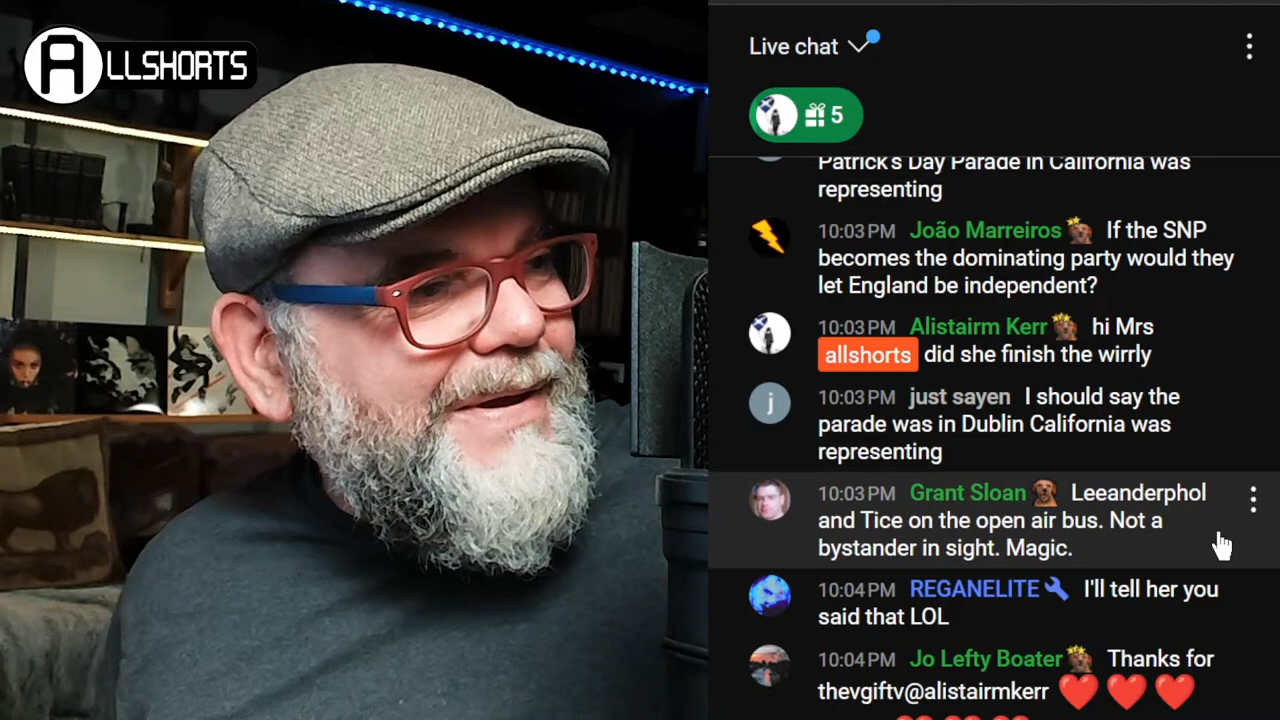 ALLSHORTS
Live chat
5
Patrick's Day Parade in California was
representing
10:03 PM João Marreiros If the SNP
becomes the dominating party would they
let England be independent?
10:03 PM Alistairm Kerr hi Mrs
allshorts did she finish the wirrly
10:03 PM just sayen I should say the
parade was in Dublin California was
representing
j
10:03 PM Grant Sloan Leeanderphol
and Tice on the open air bus. Not a
bystander in sight. Magic.
10:04 PM REGANELITE I'll tell her you
said that LOL
10:04 PM Jo Lefty Boater Thanks for
thevgiftv@alistairmkerr